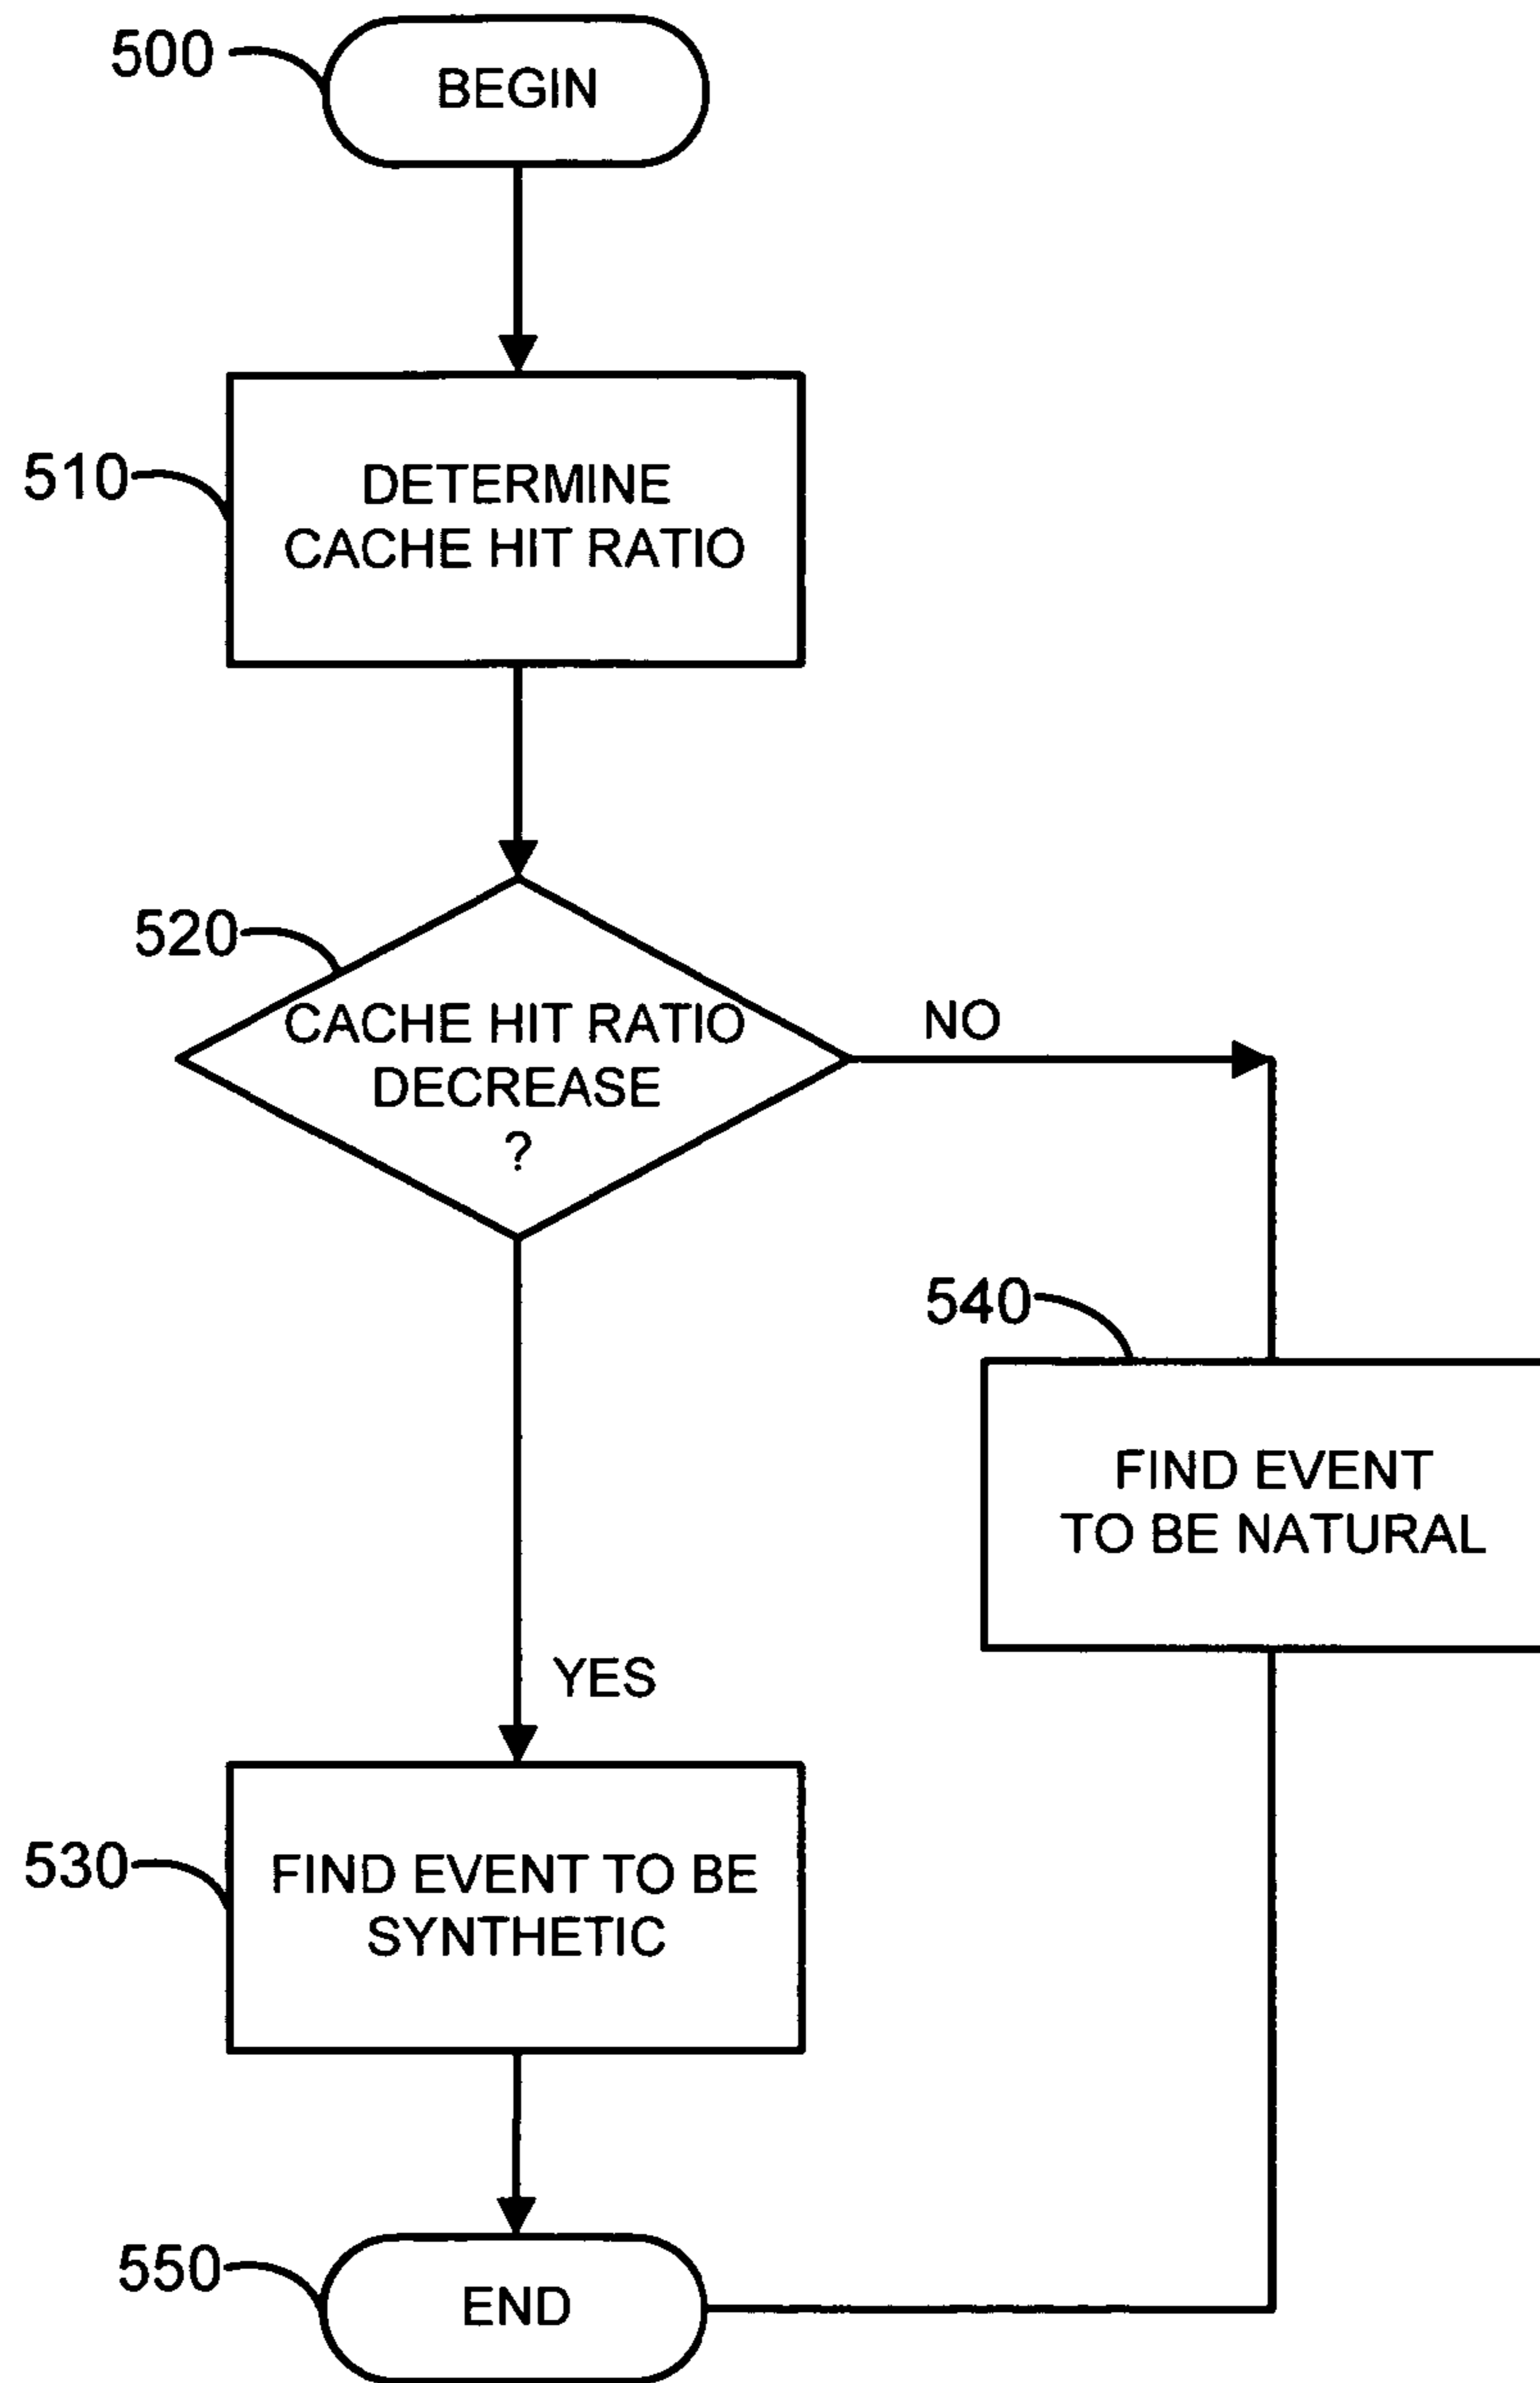 500
BEGIN
510
DETERMINE
CACHE HIT RATIO
520
CACHE HIT RATIO
DECREASE
?
NO
540
FIND EVENT
TO BE NATURAL
YES
530
FIND EVENT TO BE
SYNTHETIC
550
END